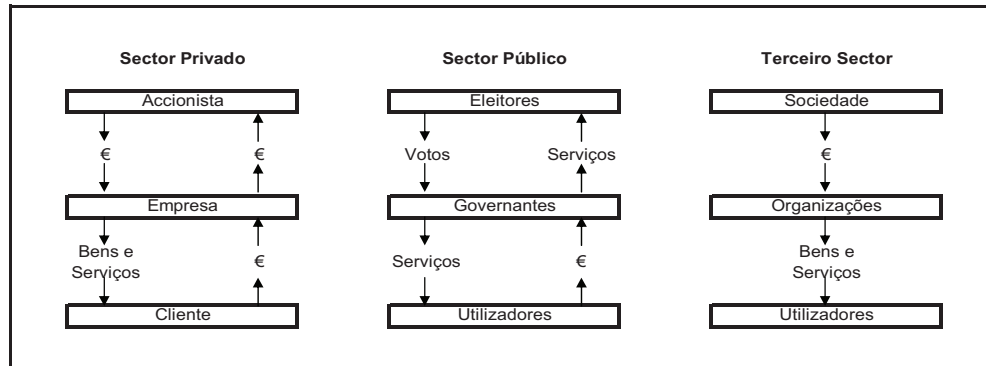 Sector Privado
Accionista
€ €
Empresa
Bens e
Serviços
€
Cliente
Sector Público
Eleitores
Votos Serviços
Governantes
Serviços €
Utilizadores
Terceiro Sector
Sociedade
€
Organizações
Bens e
Serviços
Utilizadores